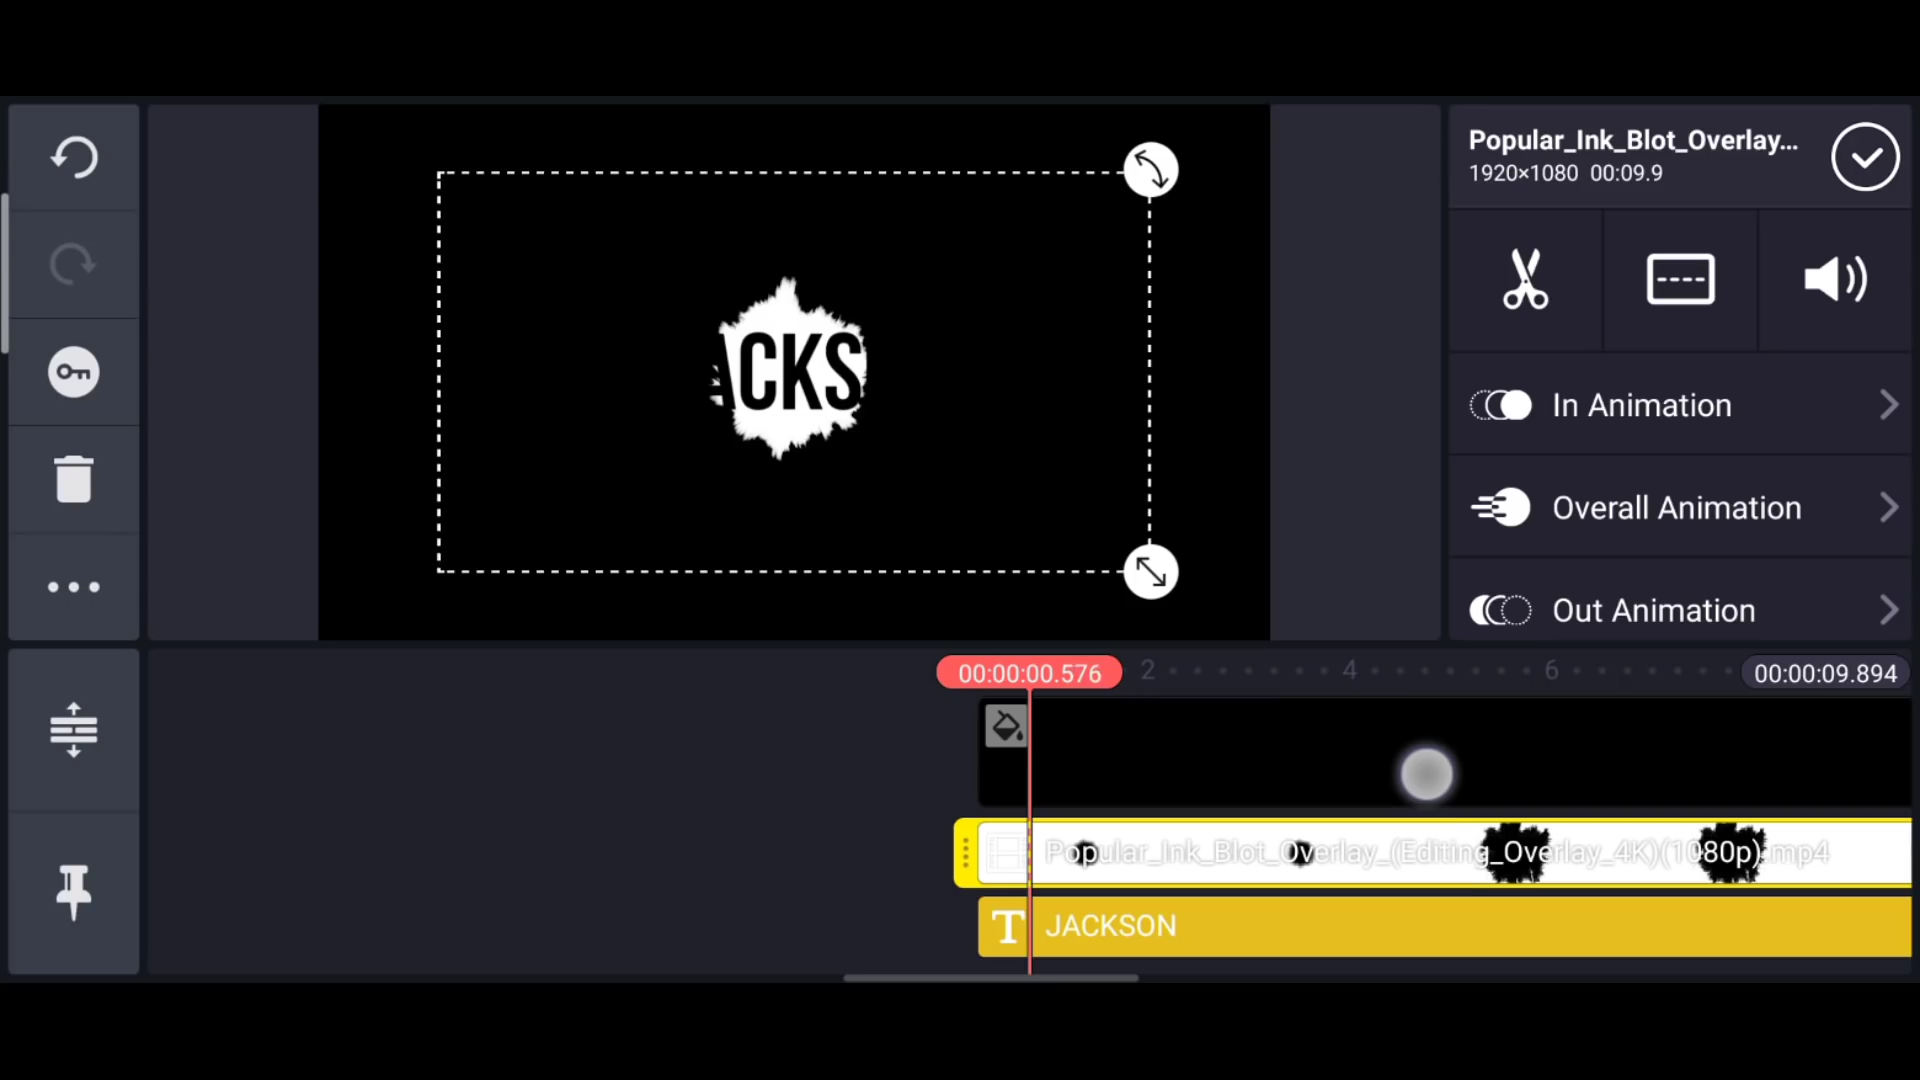 Popular_Ink_Blot_Overlay...
1920×1080 00:09.9
ACKS
In Animation
Overall Animation
Out Animation
00:00:00.576 2 4 6 00:00:09.894
Popular_Ink_Blot_Overlay_(Editing_Overlay_4K)(1080p).mp4
T JACKSON